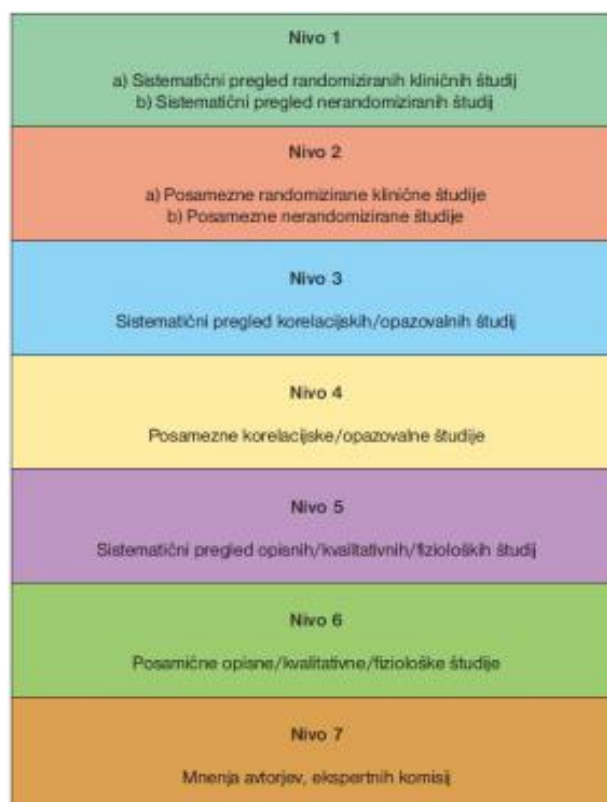 Nivo 1
a) Sistematični pregled randomiziranih kliničnih študij
b) Sistematični pregled nerandomiziranih študij
Nivo 2
a) Posamezne randomizirane klinične študije
b) Posamezne nerandomizirane študije
Nivo 3
Sistematični pregled korelacijskih/opazovalnih študij
Nivo 4
Posamezne korelacijske/opazovalne študije
Nivo 5
Sistematični pregled opisnih/kvalitativnih/fizioloških študij
Nivo 6
Posamične opisne/kvalitativne/fiziološke študije
Nivo 7
Mnenja avtorjev, ekspertnih komisij